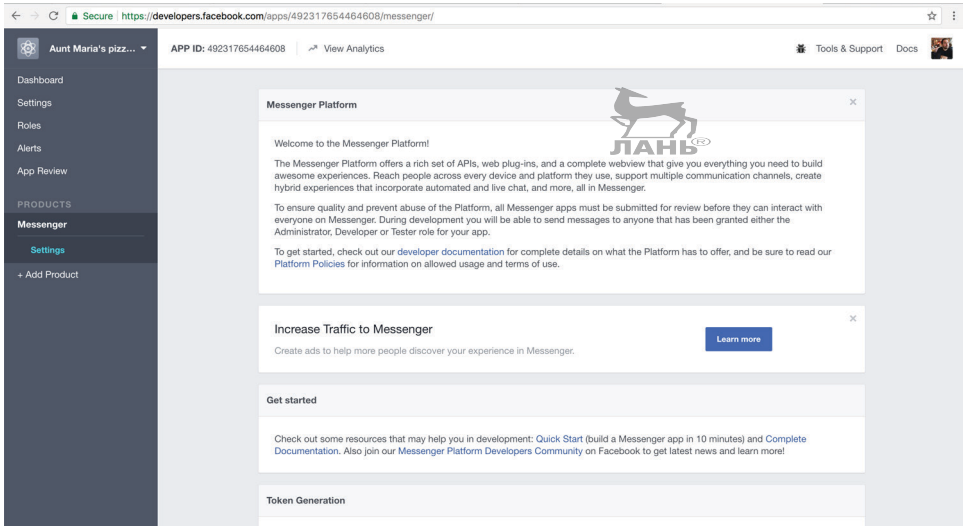 Secure https://developers.facebook.com/apps/492317654464608/messenger/
Aunt Maria's pizz...
APP ID: 492317654464608
View Analytics
Tools & Support
Docs
Dashboard
Settings
Roles
Alerts
App Review
PRODUCTS
Messenger
Settings
+ Add Product
Messenger Platform
ЛАНЬ®
Welcome to the Messenger Platform!
The Messenger Platform offers a rich set of APIs, web plug-ins, and a complete webview that give you everything you need to build
awesome experiences. Reach people across every device and platform they use, support multiple communication channels, create
hybrid experiences that incorporate automated and live chat, and more, all in Messenger.
To ensure quality and prevent abuse of the Platform, all Messenger apps must be submitted for review before they can interact with
everyone on Messenger. During development you will be able to send messages to anyone that has been granted either the
Administrator, Developer or Tester role for your app.
To get started, check out our developer documentation for complete details on what the Platform has to offer, and be sure to read our
Platform Policies for information on allowed usage and terms of use.
Increase Traffic to Messenger
Create ads to help more people discover your experience in Messenger.
Learn more
Get started
Check out some resources that may help you in development: Quick Start (build a Messenger app in 10 minutes) and Complete
Documentation. Also join our Messenger Platform Developers Community on Facebook to get latest news and learn more!
Token Generation